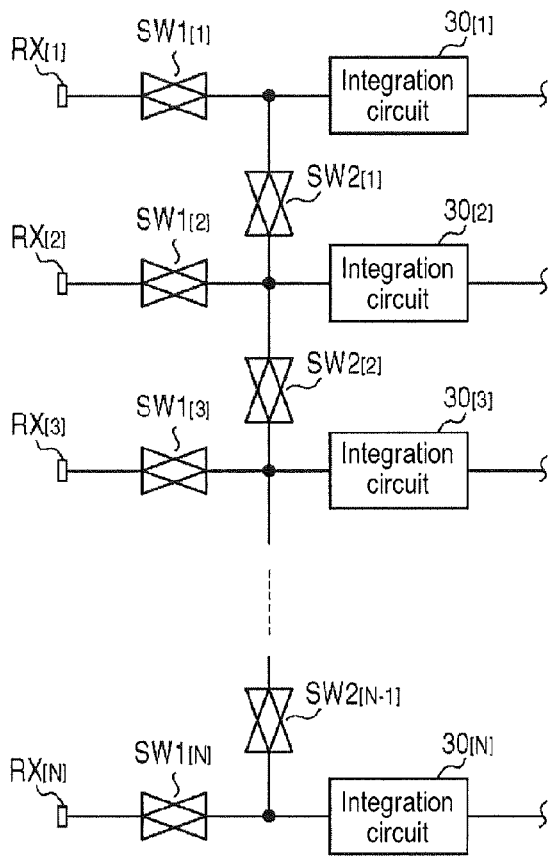 RX[1]
SW1[1]
30[1]
Integration
circuit
SW2[1]
RX[2]
SW1[2]
30[2]
Integration
circuit
SW2[2]
RX[3]
SW1[3]
30[3]
Integration
circuit
SW2[N-1]
RX[N]
SW1[N]
30[N]
Integration
circuit